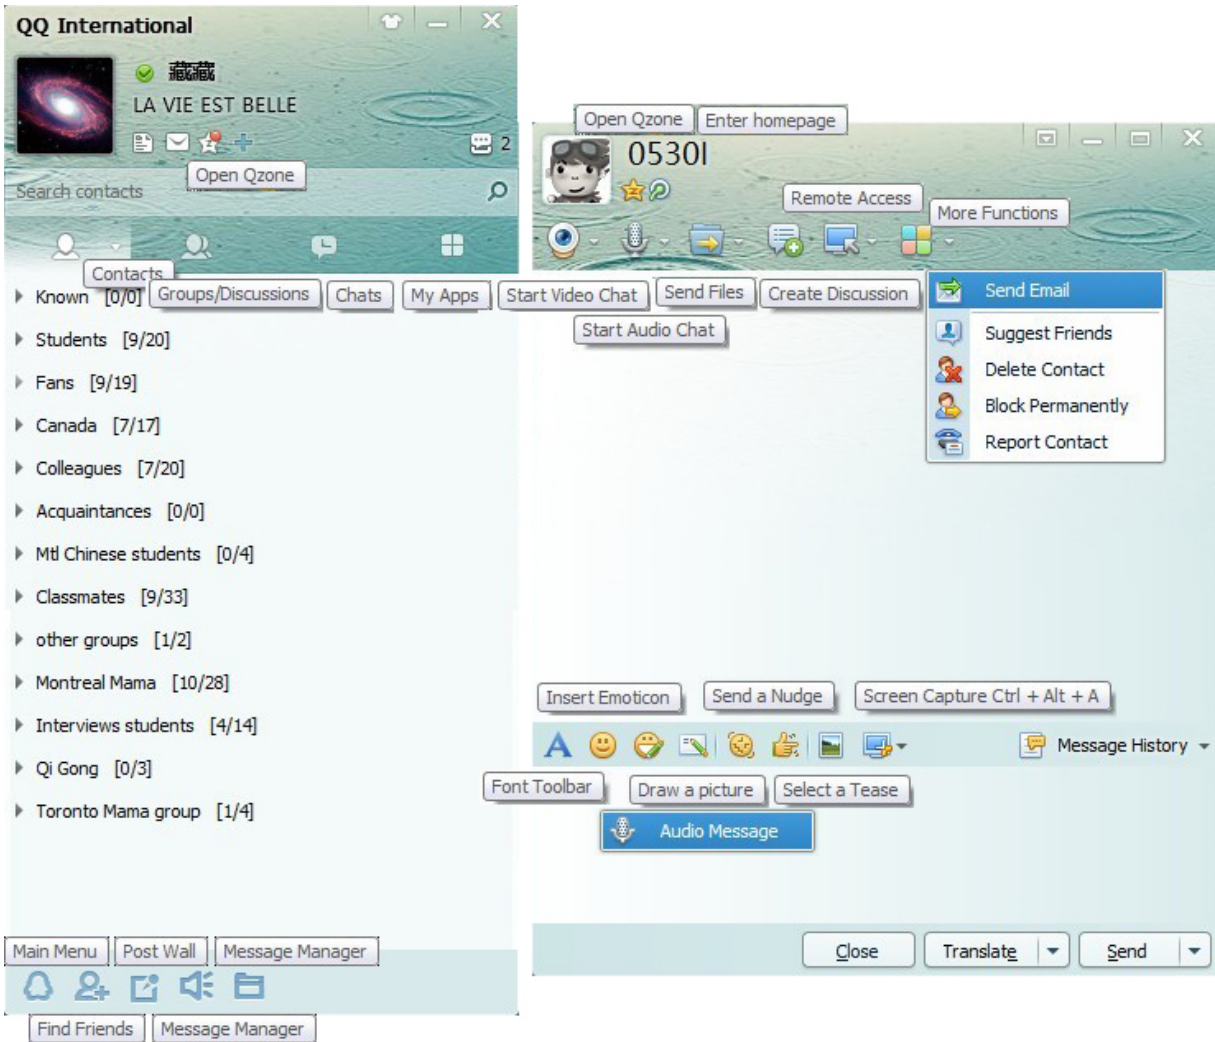 QQ International
藏藏
LA VIE EST BELLE
2
Open Qzone
Search contacts
Contacts
Groups/Discussions
Chats
My Apps
Known [0/0]
Students [9/20]
Fans [9/19]
Canada [7/17]
Colleagues [7/20]
Acquaintances [0/0]
Mtl Chinese students [0/4]
Classmates [9/33]
other groups [1/2]
Montreal Mama [10/28]
Interviews students [4/14]
Qi Gong [0/3]
Toronto Mama group [1/4]
Main Menu
Post Wall
Message Manager
Find Friends
Message Manager
Open Qzone
Enter homepage
0530l
Remote Access
More Functions
Start Video Chat
Send Files
Create Discussion
Start Audio Chat
Send Email
Suggest Friends
Delete Contact
Block Permanently
Report Contact
Insert Emoticon
Send a Nudge
Screen Capture Ctrl + Alt + A
Message History
Font Toolbar
Draw a picture
Select a Tease
Audio Message
Close
Translate
Send